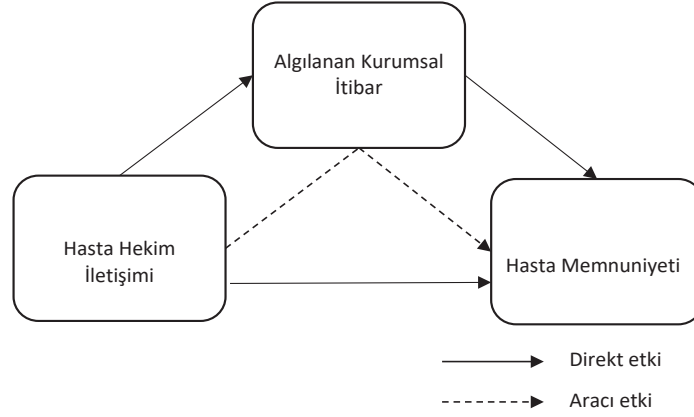 Algılanan Kurumsal
İtibar
Hasta Hekim
İletişimi
Hasta Memnuniyeti
Direkt etki
Aracı etki